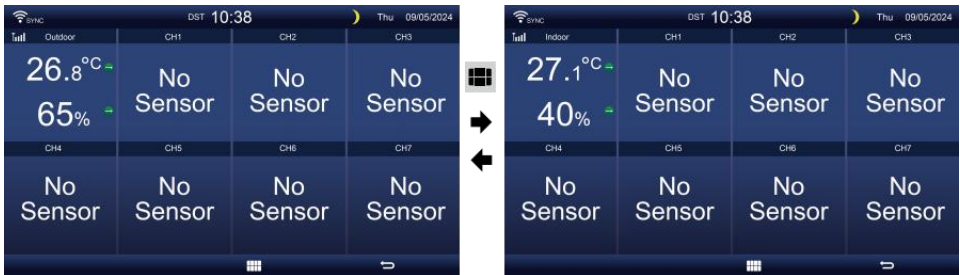 SYNC DST 10:38 Thu 09/05/2024
Outdoor CH1 CH2 CH3
26.8°C No Sensor No Sensor No Sensor
65%
CH4 CH5 CH6 CH7
No Sensor No Sensor No Sensor No Sensor
SYNC DST 10:38 Thu 09/05/2024
Indoor CH1 CH2 CH3
27.1°C No Sensor No Sensor No Sensor
40%
CH4 CH5 CH6 CH7
No Sensor No Sensor No Sensor No Sensor